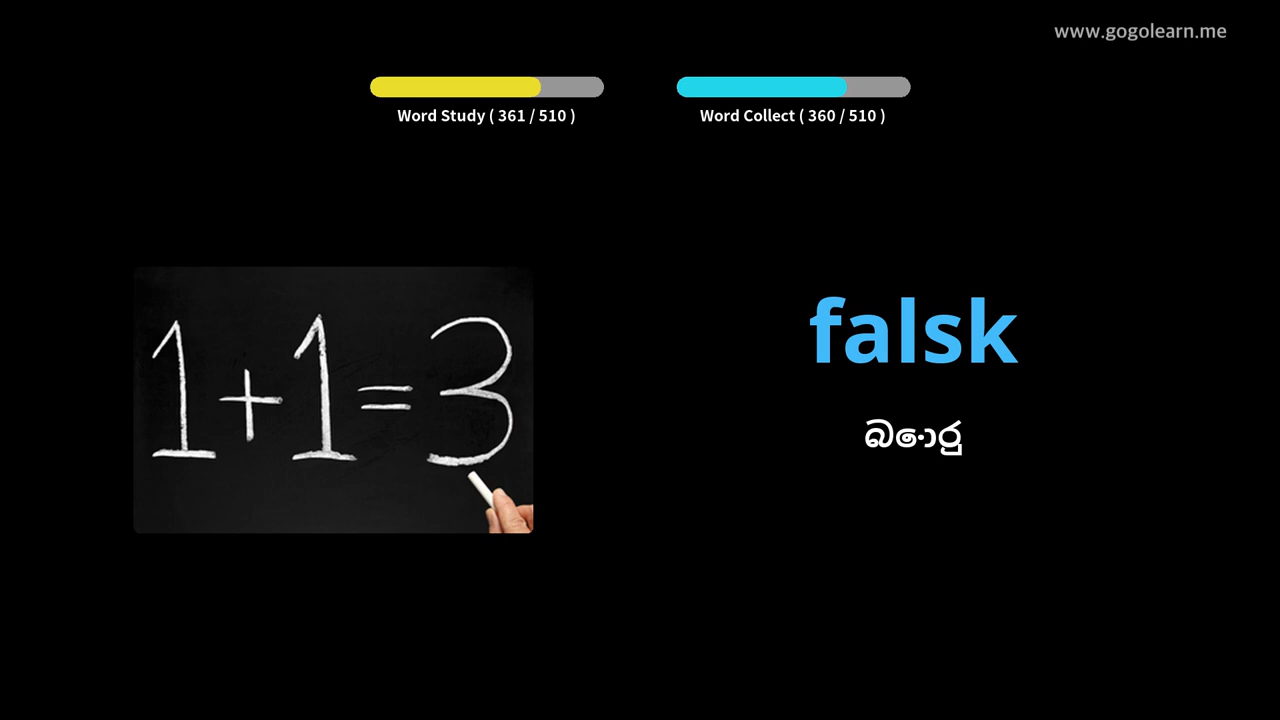 www.gogolearn.me
Word Study ( 361 / 510 )
Word Collect ( 360 / 510 )
1+1=3
falsk
බොරු